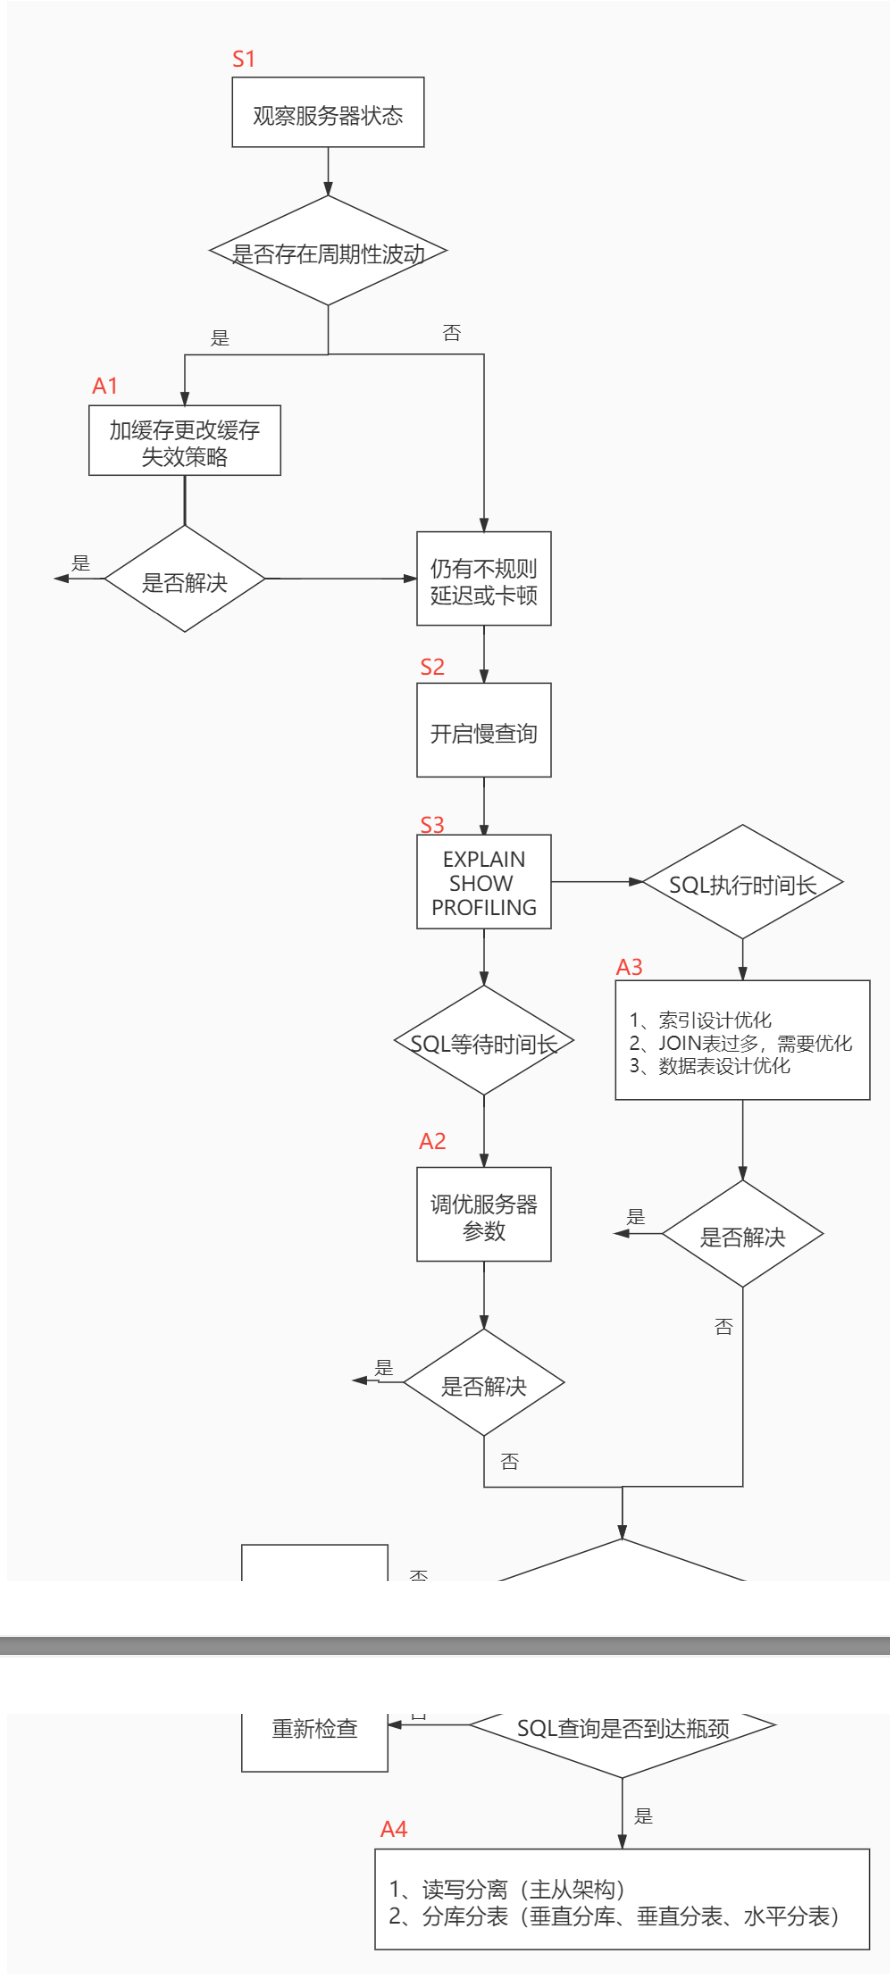 S1
观察服务器状态
是否存在周期性波动
是
否
A1
加缓存更改缓存
失效策略
是
是否解决
仍有不规则
延迟或卡顿
S2
开启慢查询
S3
EXPLAIN
SHOW
PROFILING
SQL执行时间长
A3
1、索引设计优化
2、JOIN表过多，需要优化
3、数据表设计优化
SQL等待时间长
A2
调优服务器
参数
是
是否解决
否
是
是否解决
否
否
重新检查
SQL查询是否到达瓶颈
是
A4
1、读写分离（主从架构）
2、分库分表（垂直分库、垂直分表、水平分表）